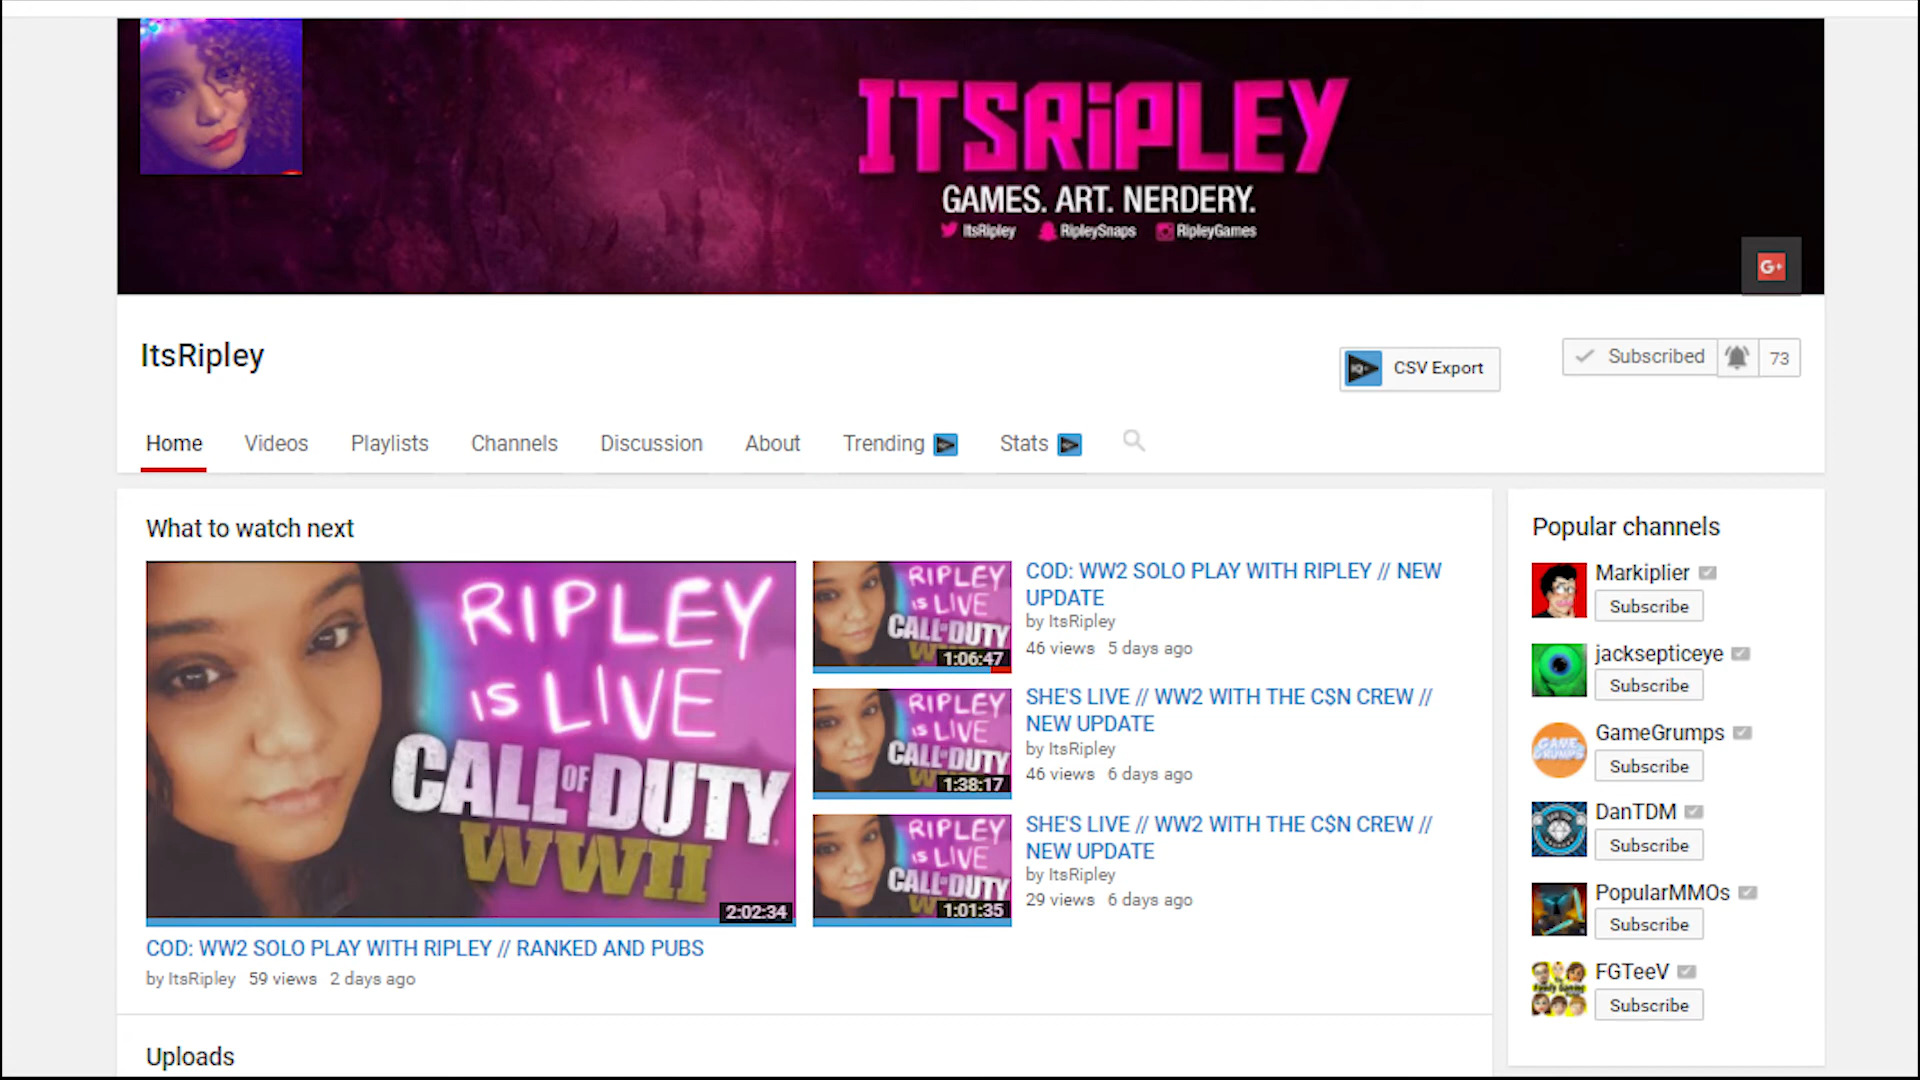 ITSRiPLEY
GAMES. ART. NERDERY.
ItsRipley RipleySnaps RipleyGames
G+
ItsRipley
CSV Export
Subscribed 73
Home Videos Playlists Channels Discussion About Trending Stats
What to watch next
RIPLEY
IS LIVE
CALL OF DUTY
WWII
2:02:34
COD: WW2 SOLO PLAY WITH RIPLEY // RANKED AND PUBS
by ItsRipley 59 views 2 days ago
RIPLEY
IS LIVE
CALL OF DUTY
1:06:47
COD: WW2 SOLO PLAY WITH RIPLEY // NEW
UPDATE
by ItsRipley
46 views 5 days ago
RIPLEY
IS LIVE
CALL OF DUTY
1:38:17
SHE'S LIVE // WW2 WITH THE C$N CREW //
NEW UPDATE
by ItsRipley
46 views 6 days ago
RIPLEY
IS LIVE
CALL OF DUTY
1:01:35
SHE'S LIVE // WW2 WITH THE C$N CREW //
NEW UPDATE
by ItsRipley
29 views 6 days ago
Uploads
Popular channels
Markiplier
Subscribe
jacksepticeye
Subscribe
GAME
GRUMPS
GameGrumps
Subscribe
DanTDM
Subscribe
PopularMMOs
Subscribe
FGTeeV
Subscribe